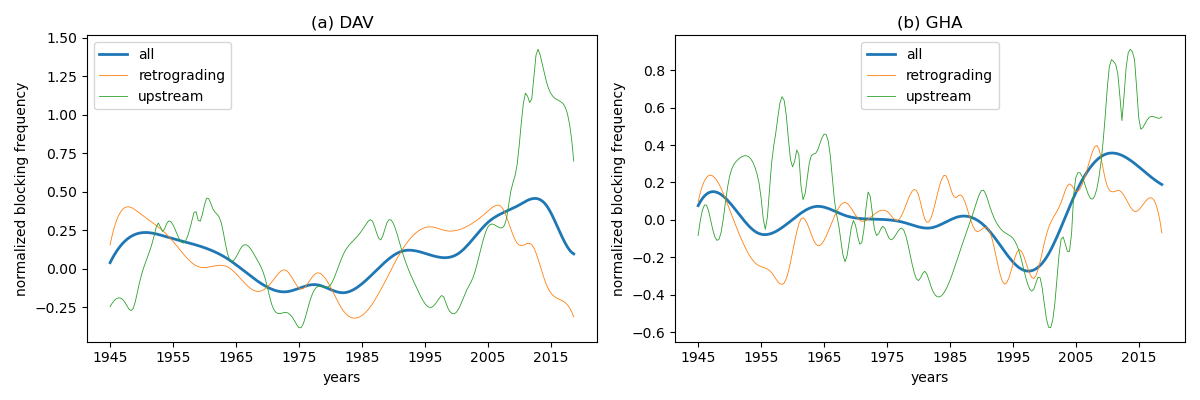 (a) DAV
normalized blocking frequency
1.50
1.25
1.00
0.75
0.50
0.25
0.00
−0.25
all
retrograding
upstream
1945 1955 1965 1975 1985 1995 2005 2015
years
(b) GHA
normalized blocking frequency
0.8
0.6
0.4
0.2
0.0
−0.2
−0.4
−0.6
all
retrograding
upstream
1945 1955 1965 1975 1985 1995 2005 2015
years